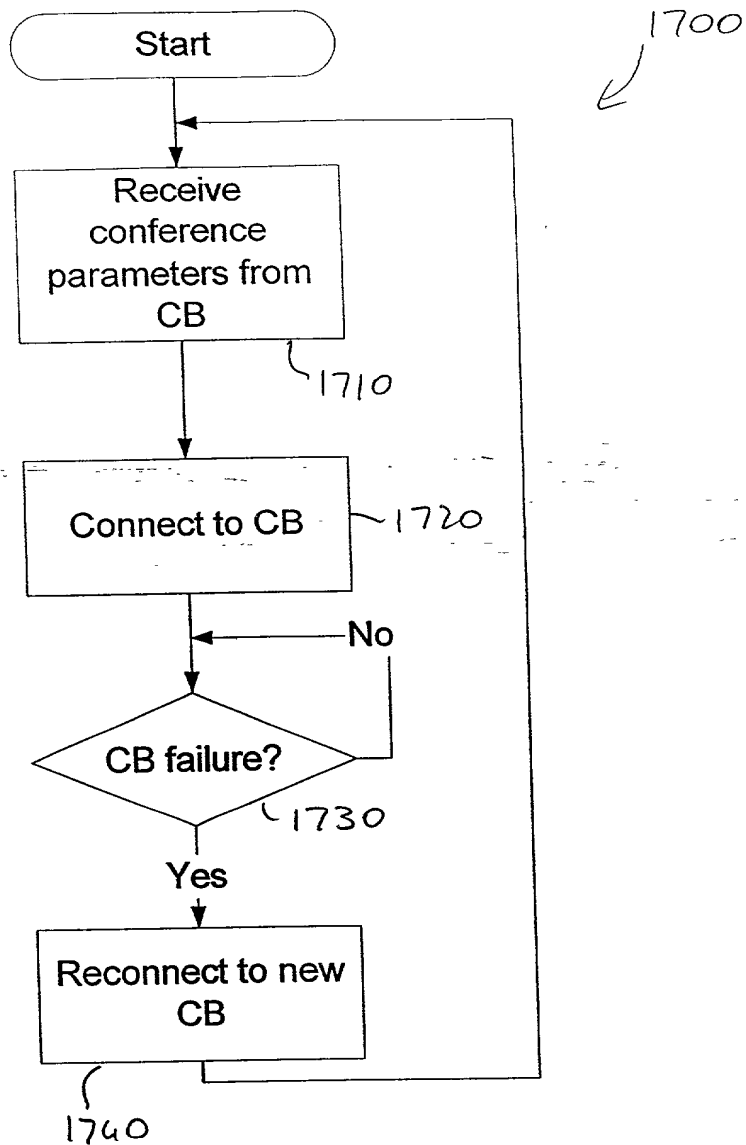 Start
1700
Receive
conference
parameters from
CB
1710
Connect to CB
1720
No
CB failure?
1730
Yes
Reconnect to new
CB
1740